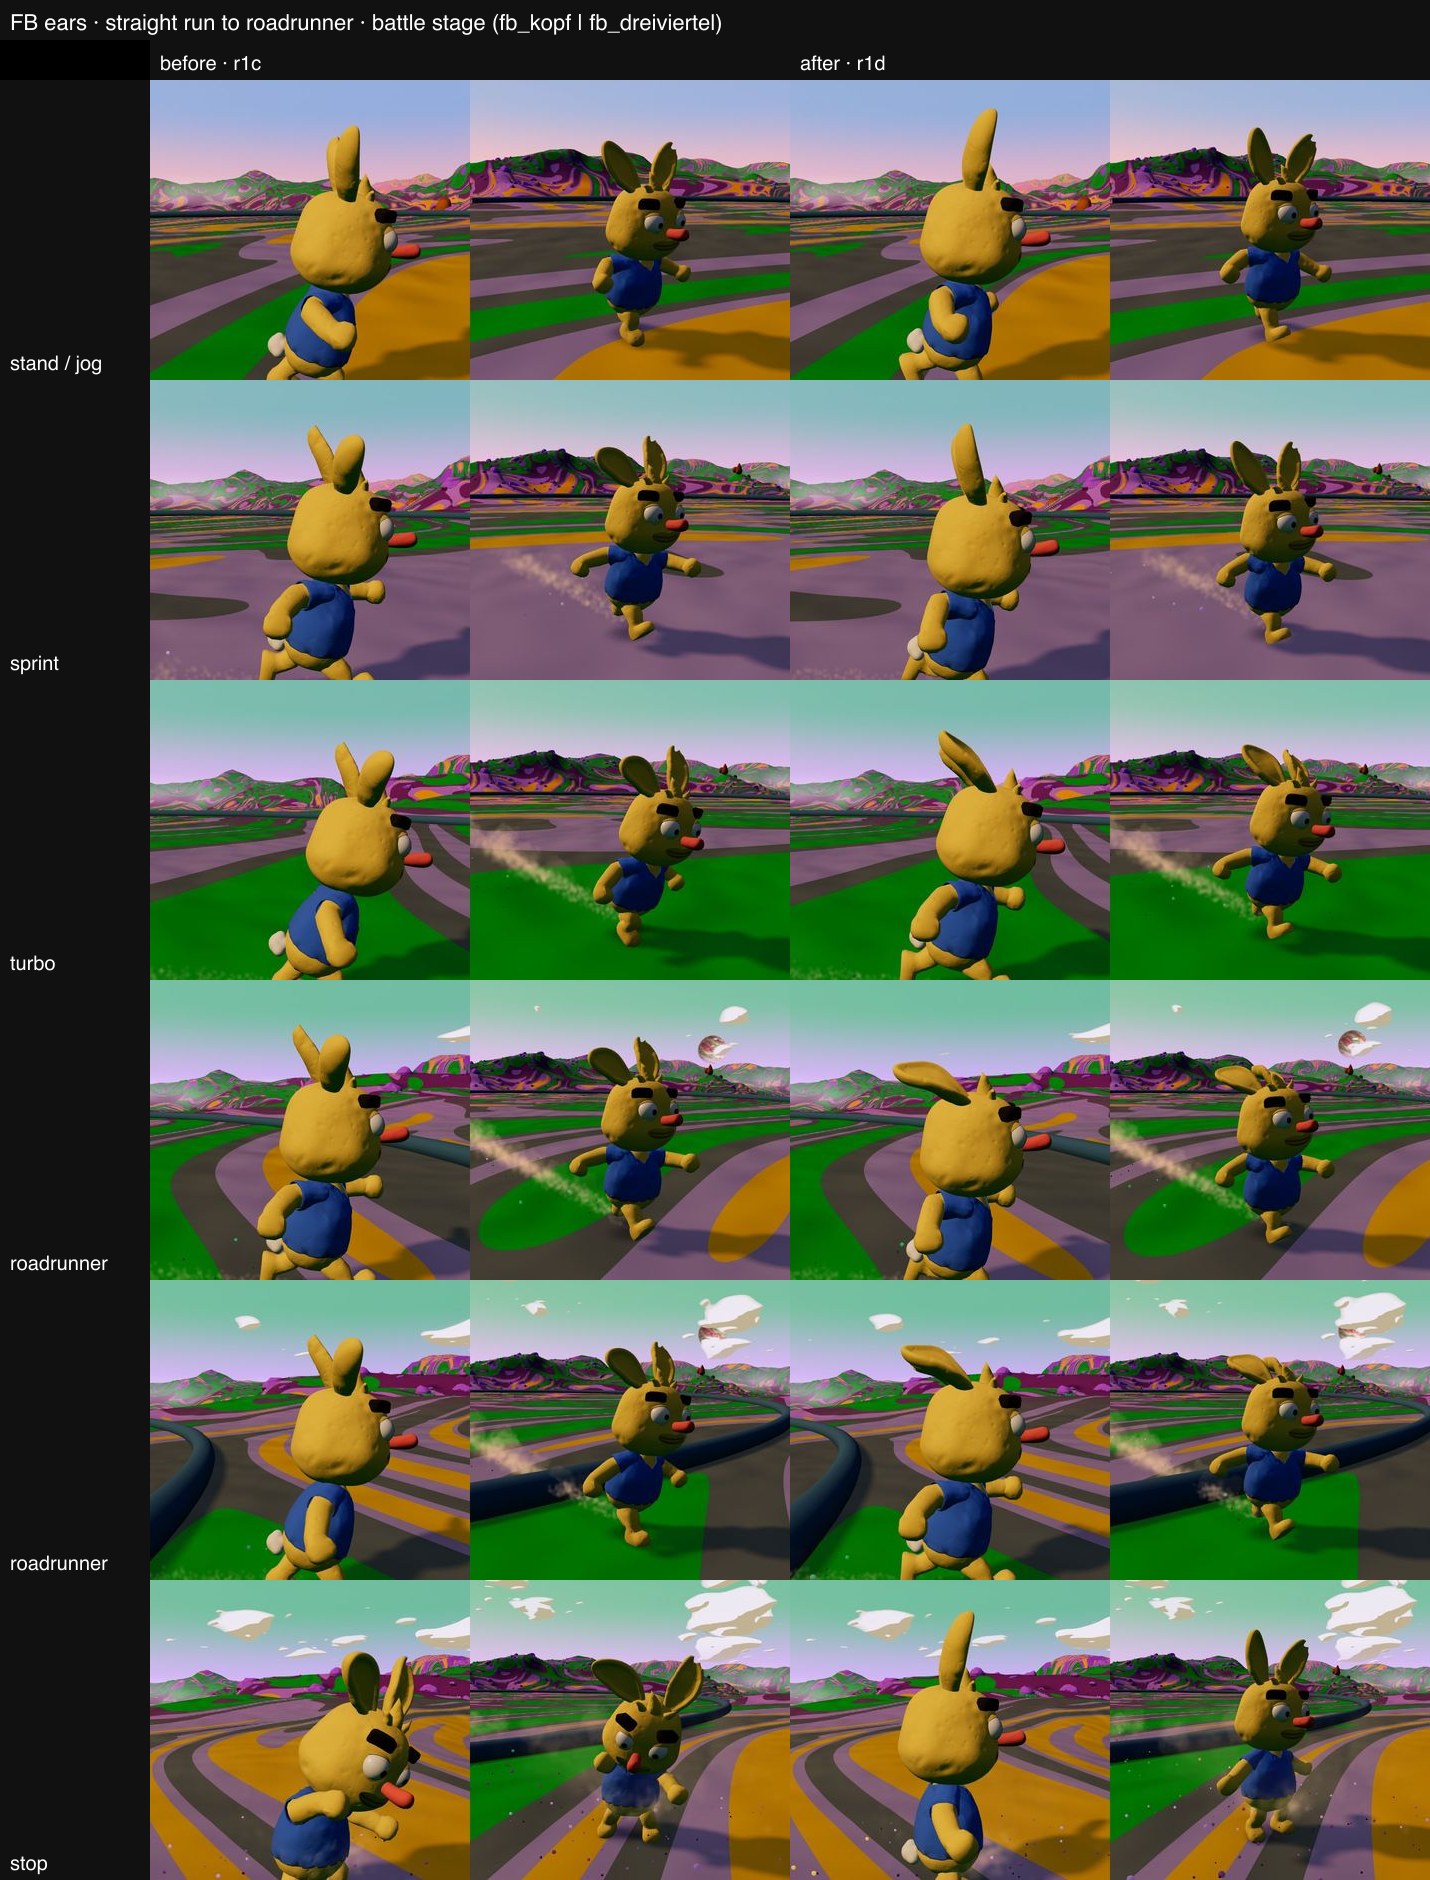 FB ears · straight run to roadrunner · battle stage (fb_kopf | fb_dreiviertel)
before · r1c
after · r1d
stand / jog
sprint
turbo
roadrunner
roadrunner
stop